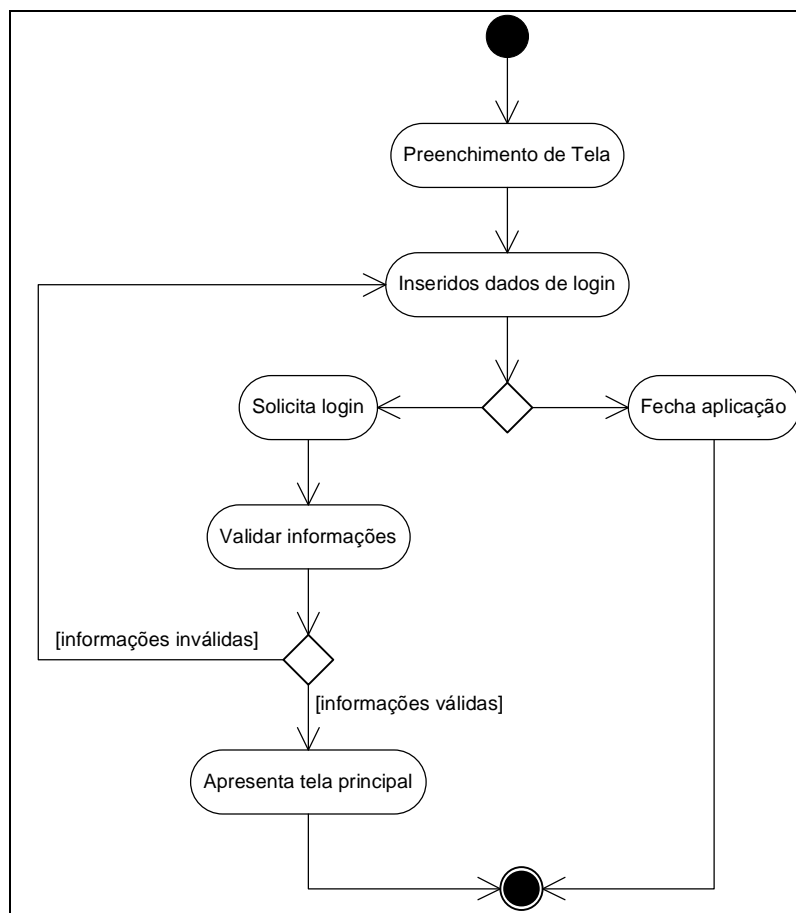 Preenchimento de Tela
Inseridos dados de login
Solicita login
Fecha aplicação
Validar informações
[informações inválidas]
[informações válidas]
Apresenta tela principal